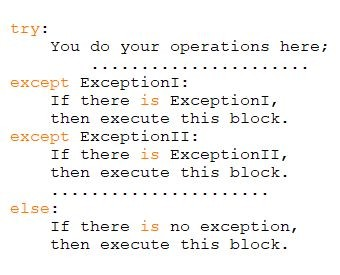 try:
You do your operations here;
......................
except ExceptionI:
If there is ExceptionI,
then execute this block.
except ExceptionII:
If there is ExceptionII,
then execute this block.
......................
else:
If there is no exception,
then execute this block.